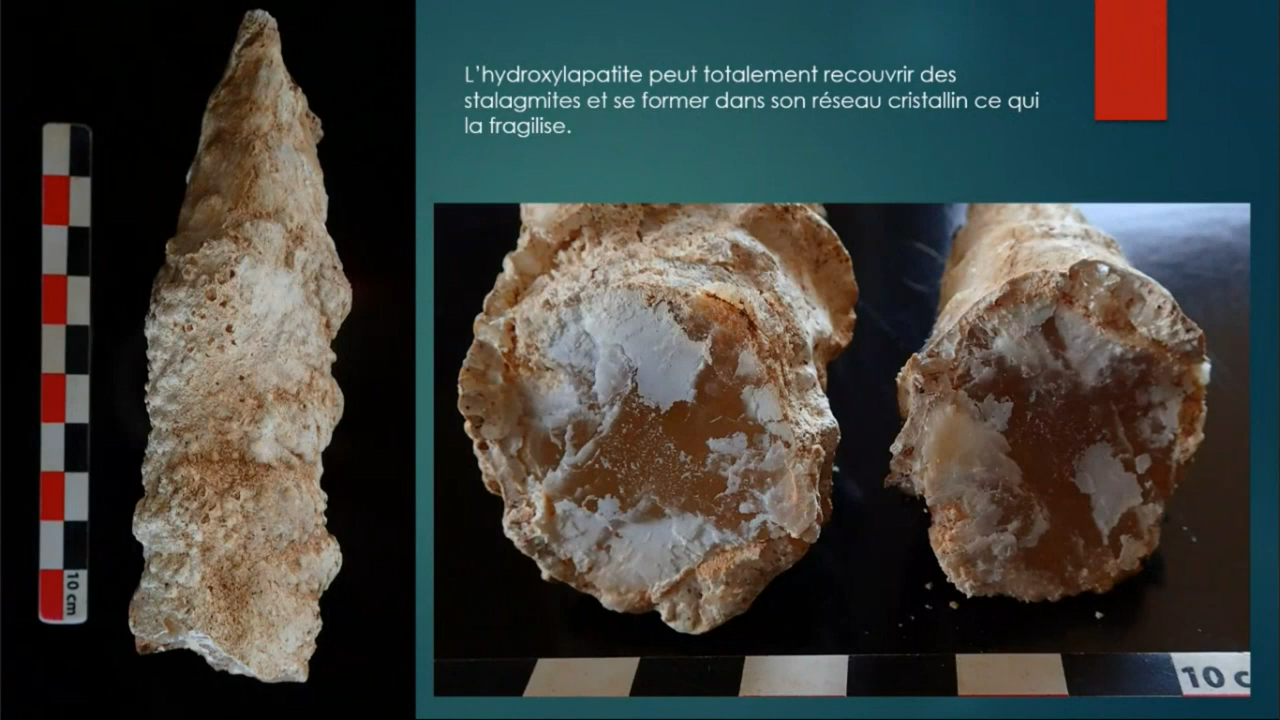 L'hydroxylapatite peut totalement recouvrir des
stalagmites et se former dans son réseau cristallin ce qui
la fragilise.
10 cm
10 c